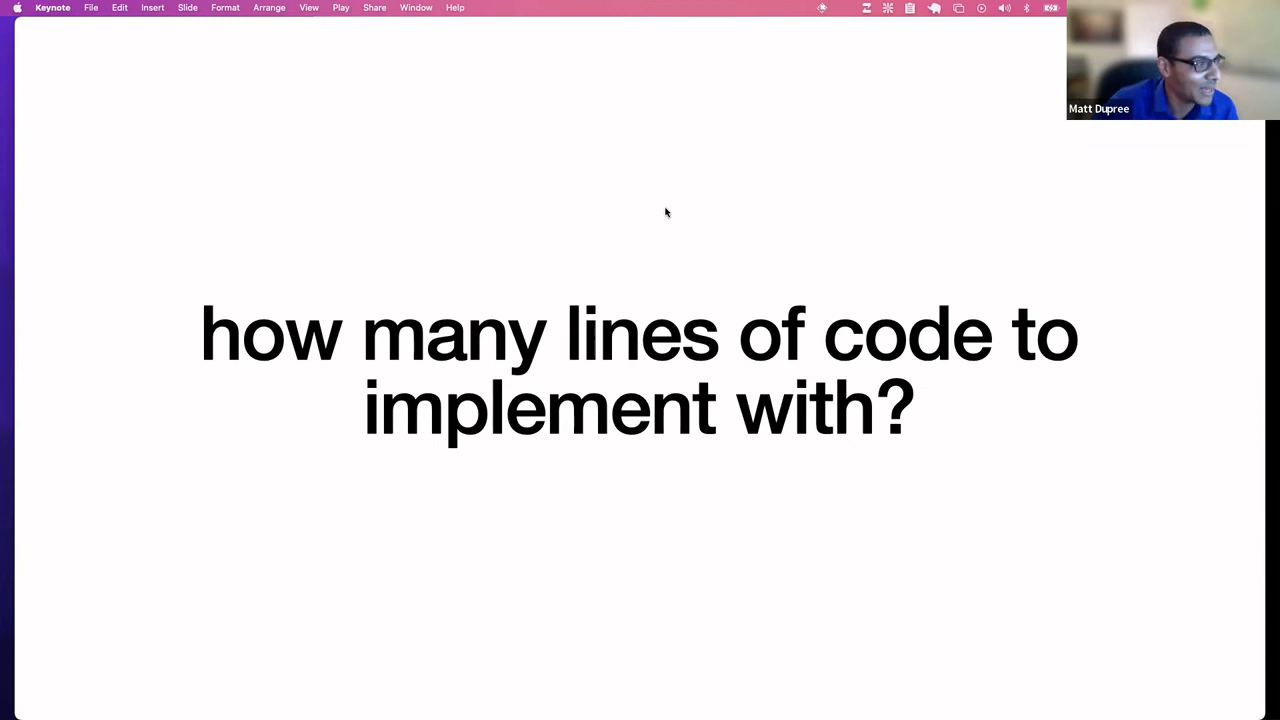 Keynote File Edit Insert Slide Format Arrange View Play Share Window Help
Matt Dupree
how many lines of code to
implement with?